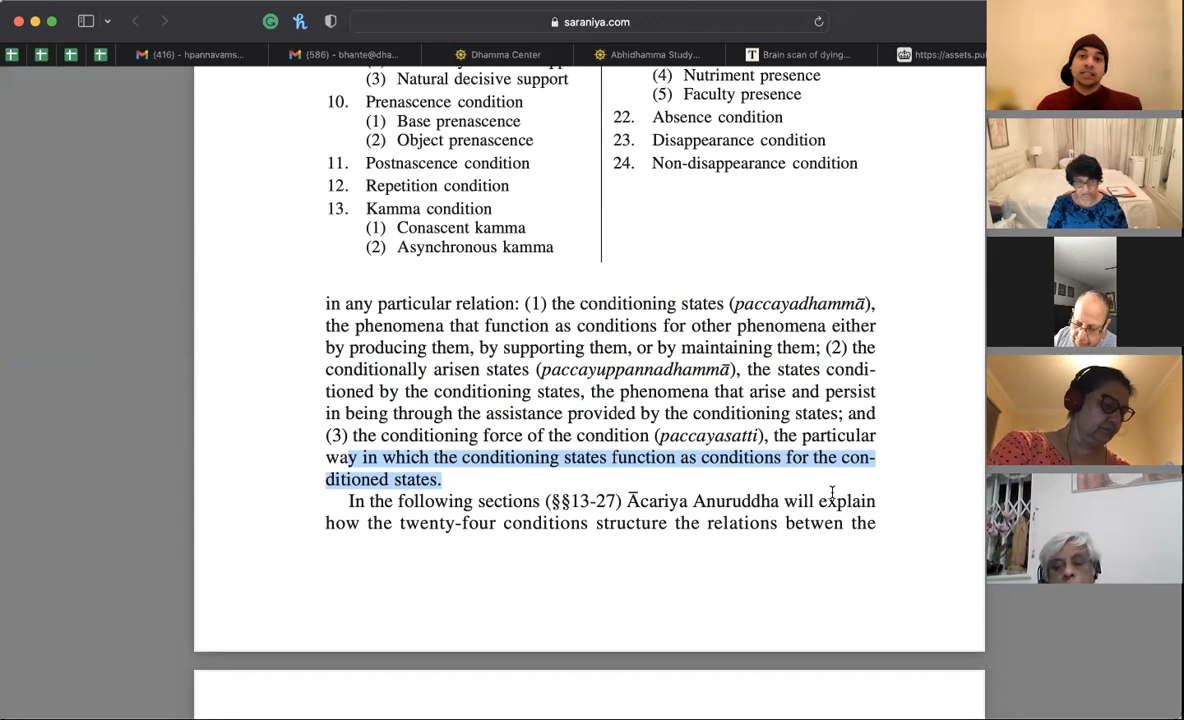 saraniya.com
(416) - hpannavams...
(586) - bhante@dha...
Dhamma Center
Abhidhamma Study...
Brain scan of dying...
https://assets.pu
(3) Natural decisive support
10. Prenascence condition
(1) Base prenascence
(2) Object prenascence
11. Postnascence condition
12. Repetition condition
13. Kamma condition
(1) Conascent kamma
(2) Asynchronous kamma
(4) Nutriment presence
(5) Faculty presence
22. Absence condition
23. Disappearance condition
24. Non-disappearance condition
in any particular relation: (1) the conditioning states (paccayadhammā),
the phenomena that function as conditions for other phenomena either
by producing them, by supporting them, or by maintaining them; (2) the
conditionally arisen states (paccayuppannadhammā), the states condi-
tioned by the conditioning states, the phenomena that arise and persist
in being through the assistance provided by the conditioning states; and
(3) the conditioning force of the condition (paccayasatti), the particular
way in which the conditioning states function as conditions for the con-
ditioned states.
In the following sections (§§13-27) Ācariya Anuruddha will explain
how the twenty-four conditions structure the relations betwen the